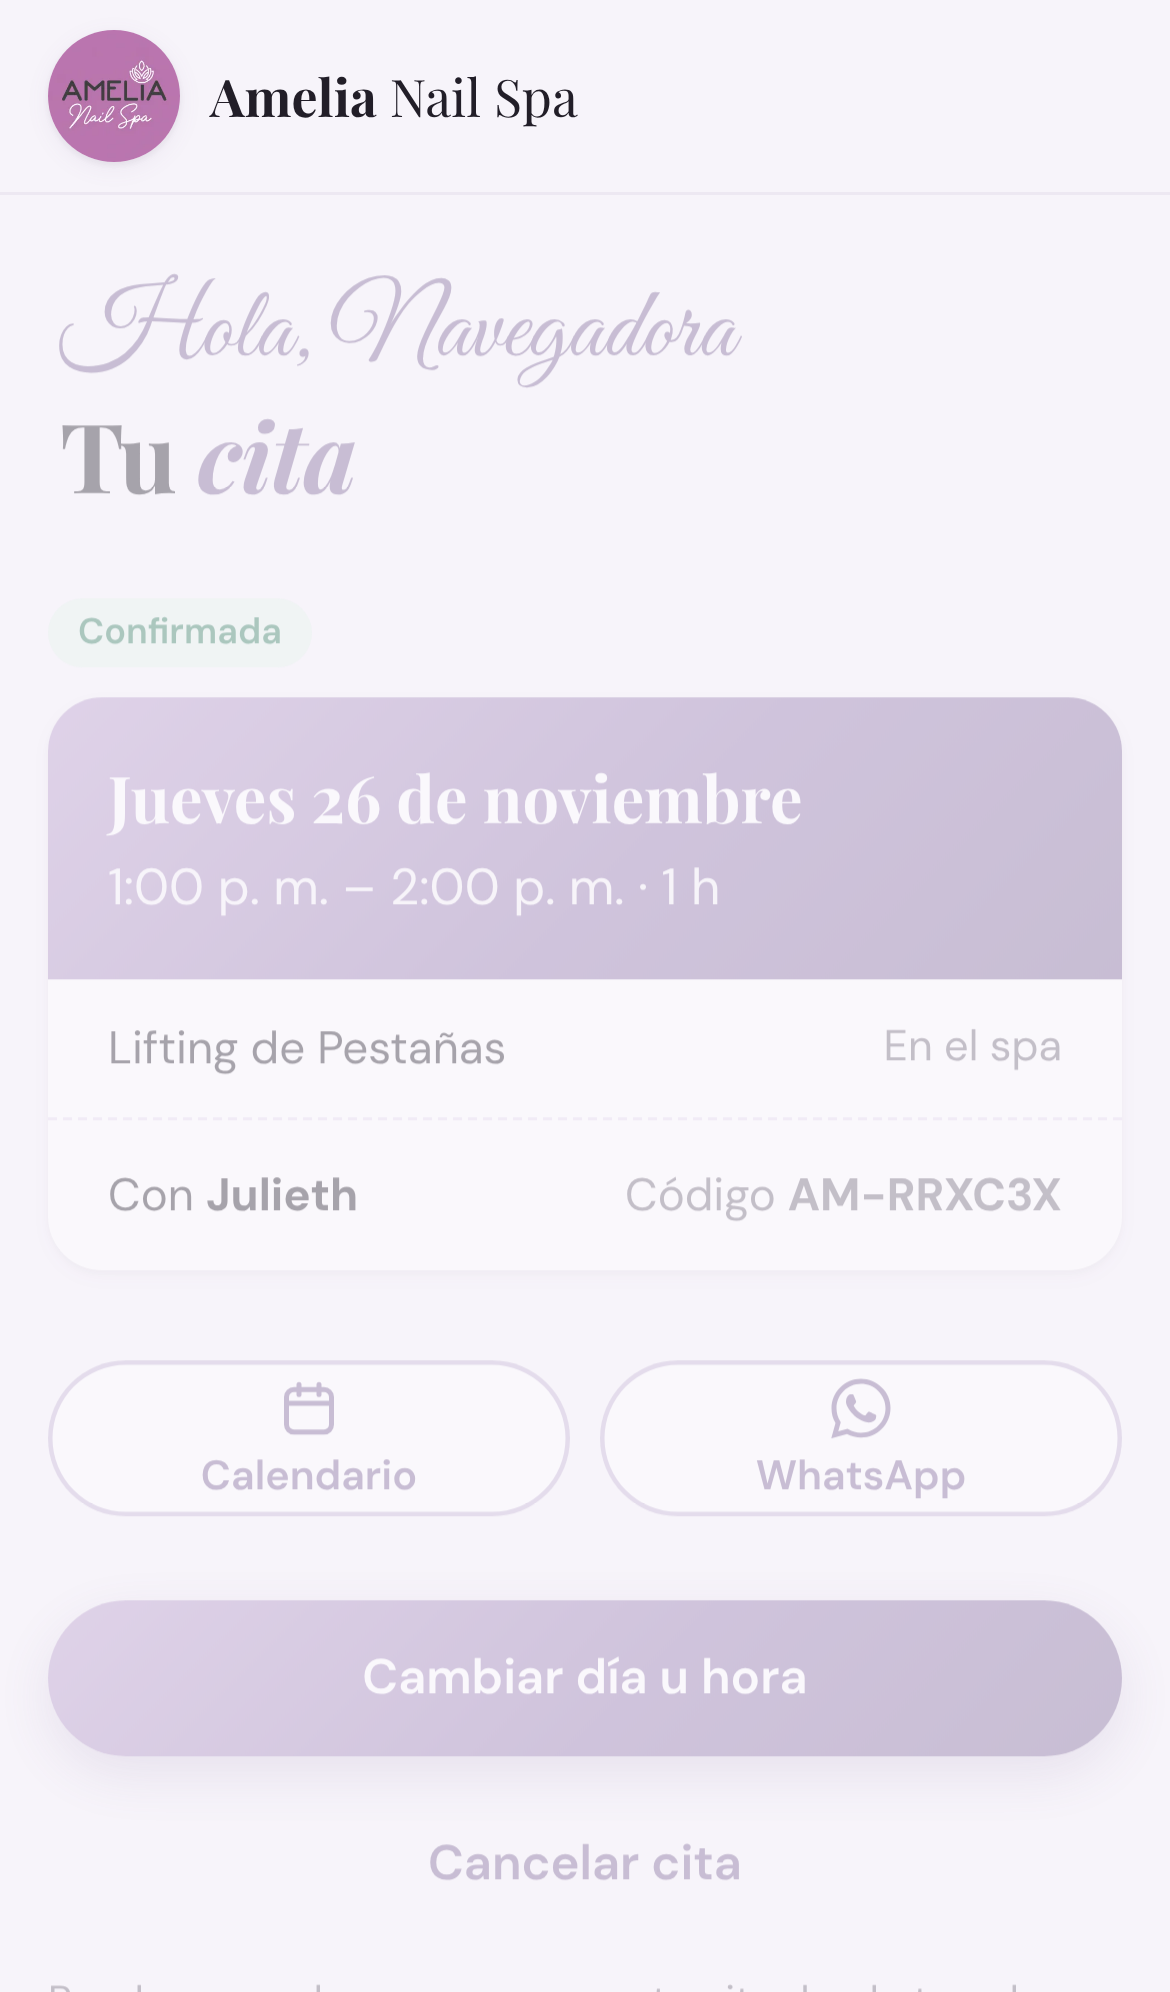 AMELIA
Nail Spa
Amelia Nail Spa
Hola, Navegadora
Tu cita
Confirmada
Jueves 26 de noviembre
1:00 p. m. – 2:00 p. m. · 1 h
Lifting de Pestañas En el spa
Con Julieth Código AM-RRXC3X
Calendario WhatsApp
Cambiar día u hora
Cancelar cita